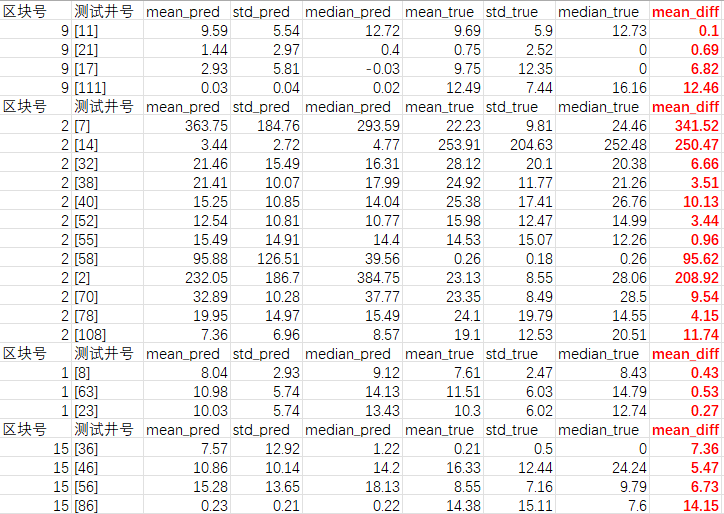 区块号 测试井号 mean_pred std_pred median_pred mean_true std_true median_true mean_diff
9 [11] 9.59 5.54 12.72 9.69 5.9 12.73 0.1
9 [21] 1.44 2.97 0.4 0.75 2.52 0 0.69
9 [17] 2.93 5.81 -0.03 9.75 12.35 0 6.82
9 [111] 0.03 0.04 0.02 12.49 7.44 16.16 12.46
区块号 测试井号 mean_pred std_pred median_pred mean_true std_true median_true mean_diff
2 [7] 363.75 184.76 293.59 22.23 9.81 24.46 341.52
2 [14] 3.44 2.72 4.77 253.91 204.63 252.48 250.47
2 [32] 21.46 15.49 16.31 28.12 20.1 20.38 6.66
2 [38] 21.41 10.07 17.99 24.92 11.77 21.26 3.51
2 [40] 15.25 10.85 14.04 25.38 17.41 26.76 10.13
2 [52] 12.54 10.81 10.77 15.98 12.47 14.99 3.44
2 [55] 15.49 14.91 14.4 14.53 15.07 12.26 0.96
2 [58] 95.88 126.51 39.56 0.26 0.18 0.26 95.62
2 [2] 232.05 186.7 384.75 23.13 8.55 28.06 208.92
2 [70] 32.89 10.28 37.77 23.35 8.49 28.5 9.54
2 [78] 19.95 14.97 15.49 24.1 19.79 14.55 4.15
2 [108] 7.36 6.96 8.57 19.1 12.53 20.51 11.74
区块号 测试井号 mean_pred std_pred median_pred mean_true std_true median_true mean_diff
1 [8] 8.04 2.93 9.12 7.61 2.47 8.43 0.43
1 [63] 10.98 5.74 14.13 11.51 6.03 14.79 0.53
1 [23] 10.03 5.74 13.43 10.3 6.02 12.74 0.27
区块号 测试井号 mean_pred std_pred median_pred mean_true std_true median_true mean_diff
15 [36] 7.57 12.92 1.22 0.21 0.5 0 7.36
15 [46] 10.86 10.14 14.2 16.33 12.44 24.24 5.47
15 [56] 15.28 13.65 18.13 8.55 7.16 9.79 6.73
15 [86] 0.23 0.21 0.22 14.38 15.11 7.6 14.15